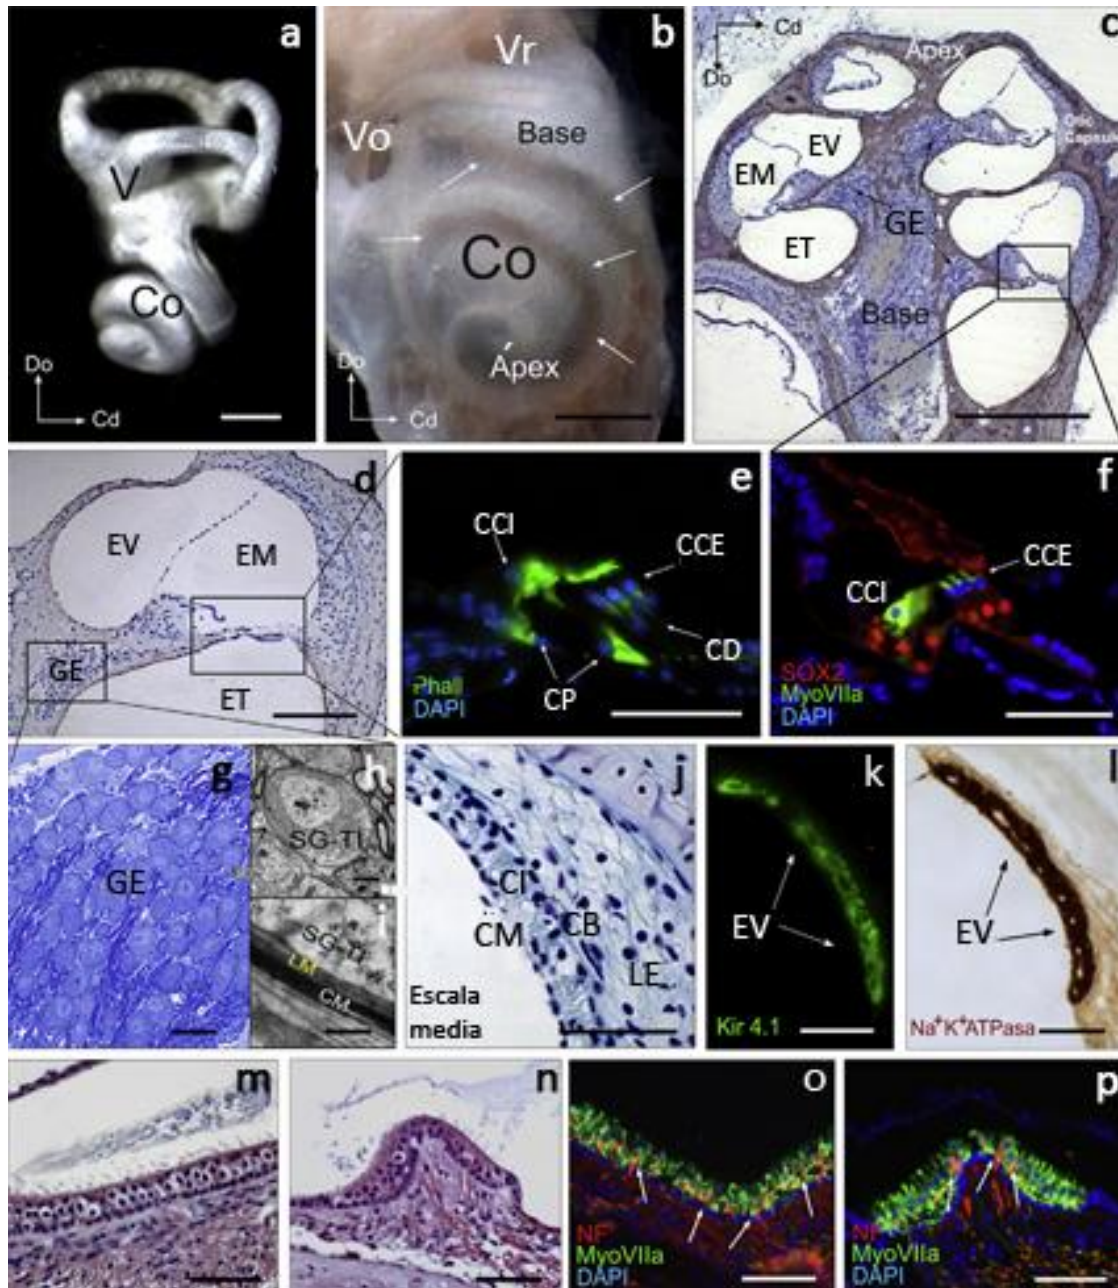 a
V
Co
Do
Cd
b
Vr
Vo
Base
Co
Apex
Do
Cd
c
Cd
Do
Apex
Otic
Capsule
EV
EM
GE
ET
Base
d
EV
EM
GE
ET
e
CCI
CCE
CD
CP
Phall
DAPI
f
CCE
CCI
SOX2
MyoVIIa
DAPI
g
GE
h
SG-TI
i
SG-TI
LM
CM
j
CI
CM
CB
LE
Escala
media
k
EV
Kir 4.1
l
EV
Na⁺K⁺ATPasa
m
n
o
NF
MyoVIIa
DAPI
p
NF
MyoVIIa
DAPI